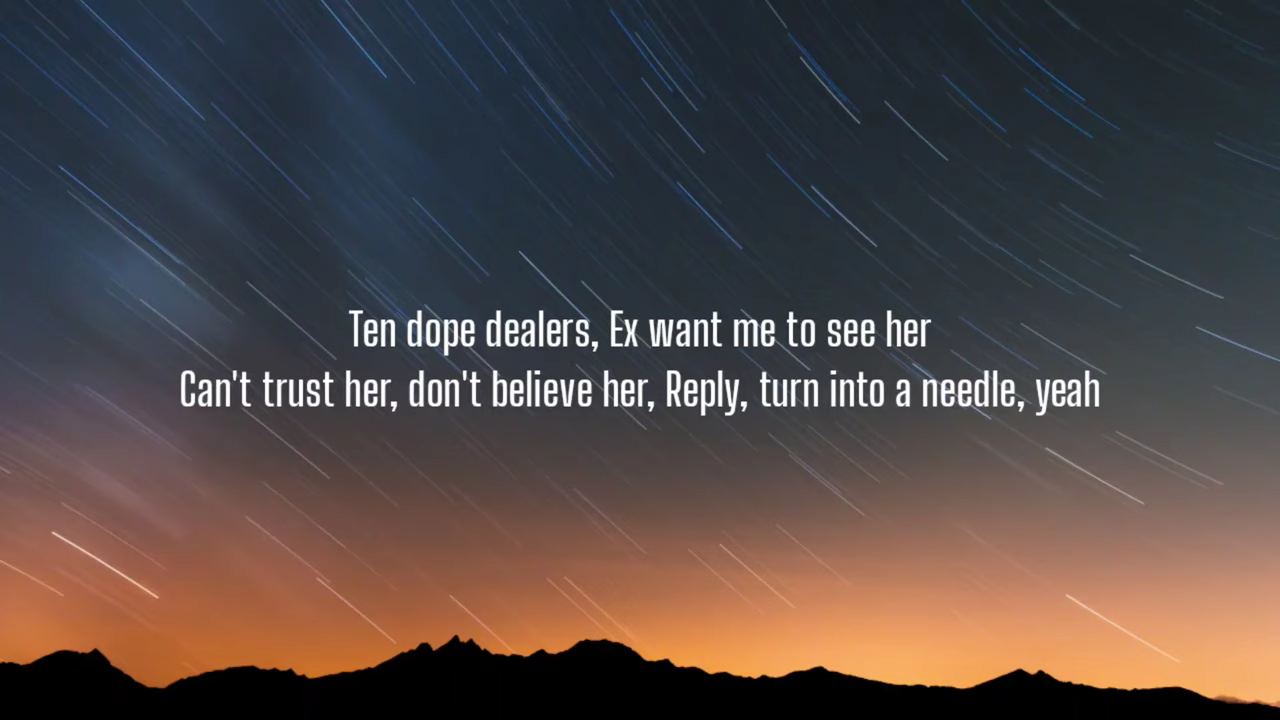 Ten dope dealers, Ex want me to see her
Can't trust her, don't believe her, Reply, turn into a needle, yeah